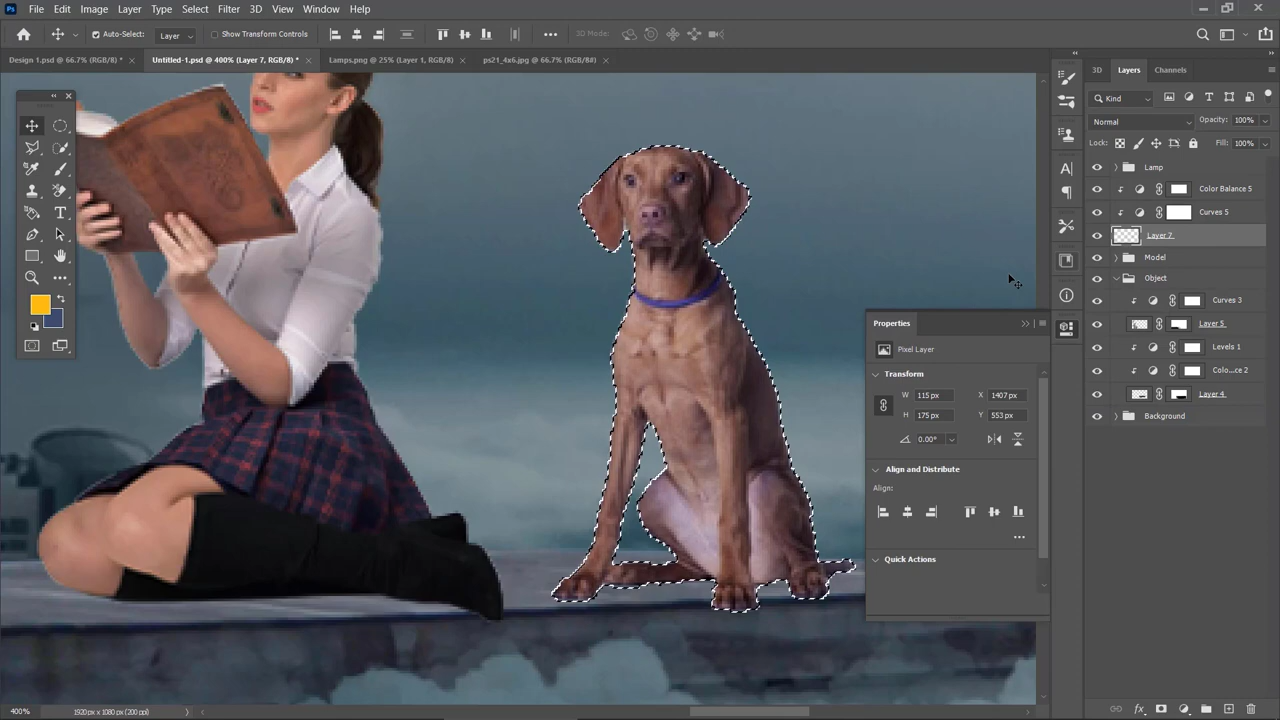 Ps File Edit Image Layer Type Select Filter 3D View Window Help
Auto-Select: Layer Show Transform Controls 3D Mode:
Design 1.psd @ 66.7% (RGB/8) * Untitled-1.psd @ 400% (Layer 7, RGB/8) * Lamps.png @ 25% (Layer 1, RGB/8) ps21_4x6.jpg @ 66.7% (RGB/8#)
3D Layers Channels
Kind
Normal Opacity: 100%
Lock: Fill: 100%
Lamp
Color Balance 5
Curves 5
Layer 7
Model
Object
Curves 3
Layer 5
Levels 1
Colo...ce 2
Layer 4
Background
Properties
Pixel Layer
Transform
W 115 px X 1407 px
H 175 px Y 553 px
0.00°
Align and Distribute
Align:
Quick Actions
400% 1920 px x 1080 px (200 ppi)